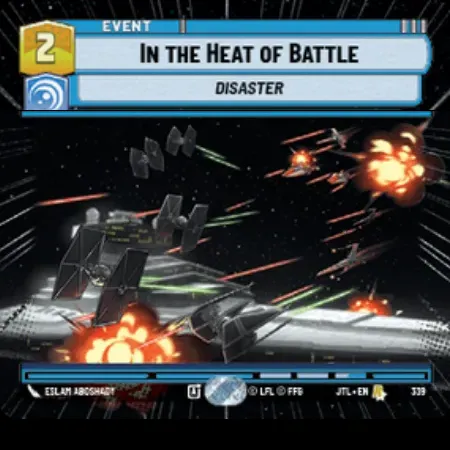 EVENT
2
IN THE HEAT OF BATTLE
DISASTER
ESLAM ABOSHADY
© LFL © FFG
JTL • EN
339